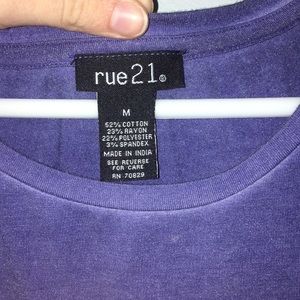 rue21®
M
52% COTTON
23% RAYON
22% POLYESTER
3% SPANDEX
MADE IN INDIA
SEE REVERSE
FOR CARE
RN 70829